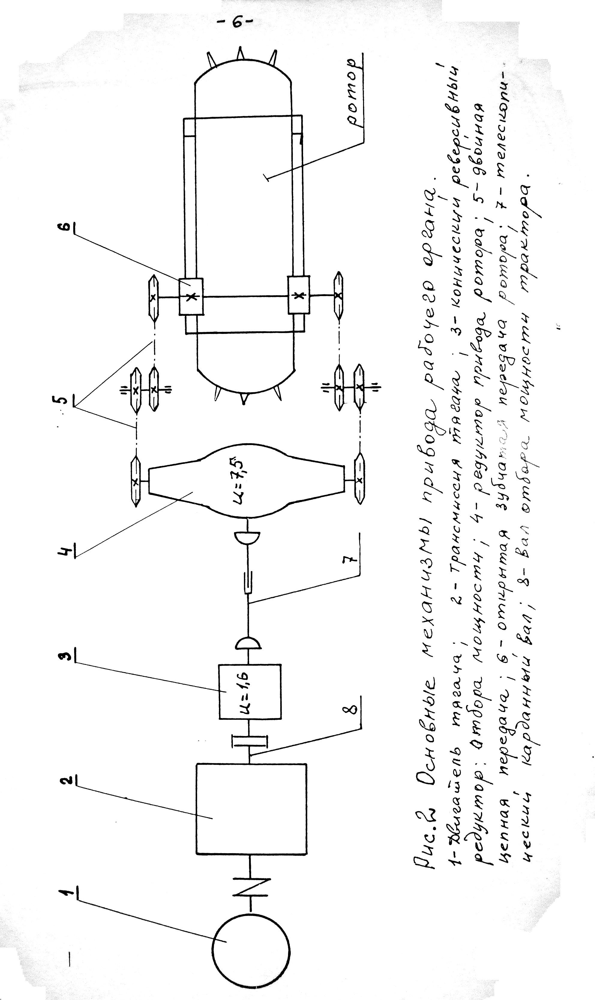 - 6 -
1
2
3
4
5
6
7
8
u=1,6
u=7,5
ротор
Рис.2 Основные механизмы привода рабочего органа.
1- Двигатель тягача; 2 - трансмиссия тягача; 3- конический реверсивный
редуктор: отбора мощности; 4- редуктор привода ротора; 5- двойная
цепная передача; 6 - открытая зубчатая передача ротора; 7 - телескопи-
ческий карданный вал; 8- вал отбора мощности трактора.